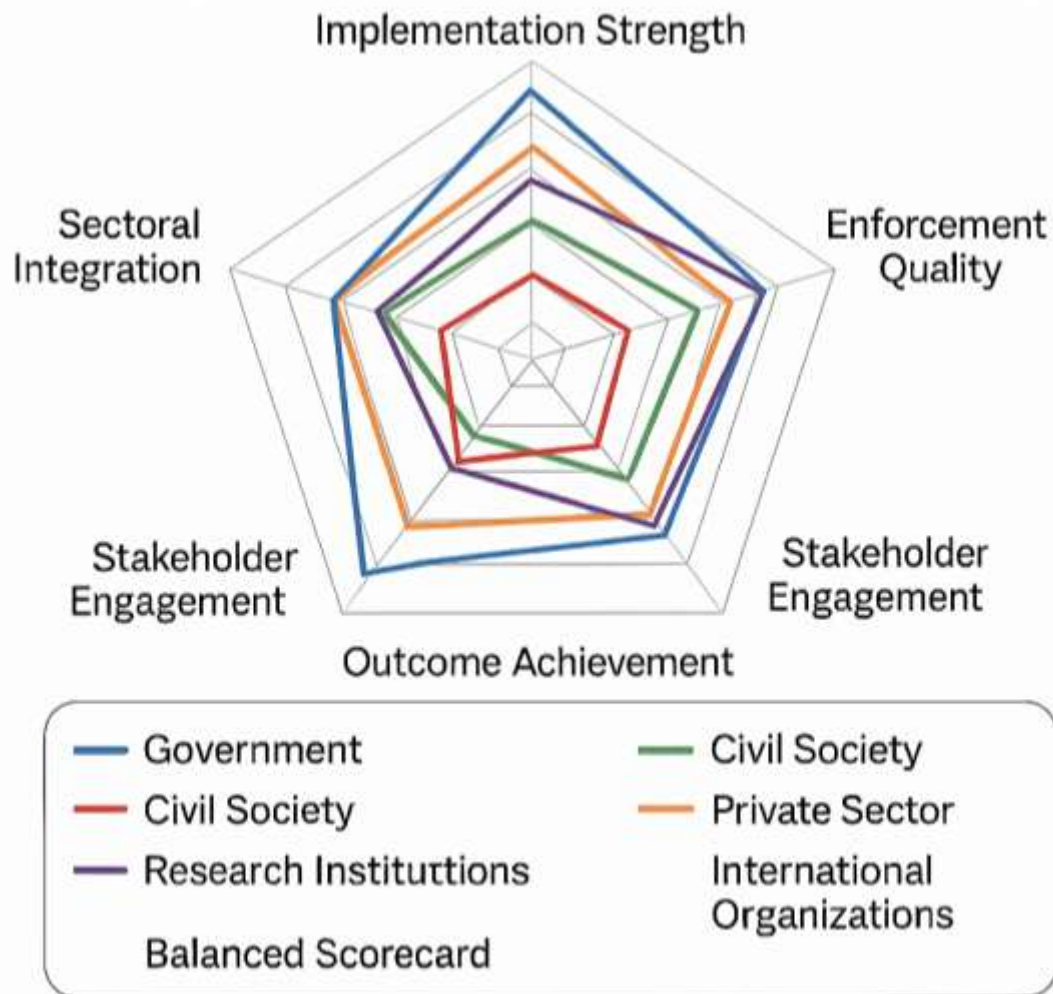 Implementation Strength
Sectoral
Integration
Enforcement
Quality
Stakeholder
Engagement
Stakeholder
Engagement
Outcome Achievement
Government
Civil Society
Civil Society
Private Sector
Research Instituττions
International
Organizations
Balanced Scorecard